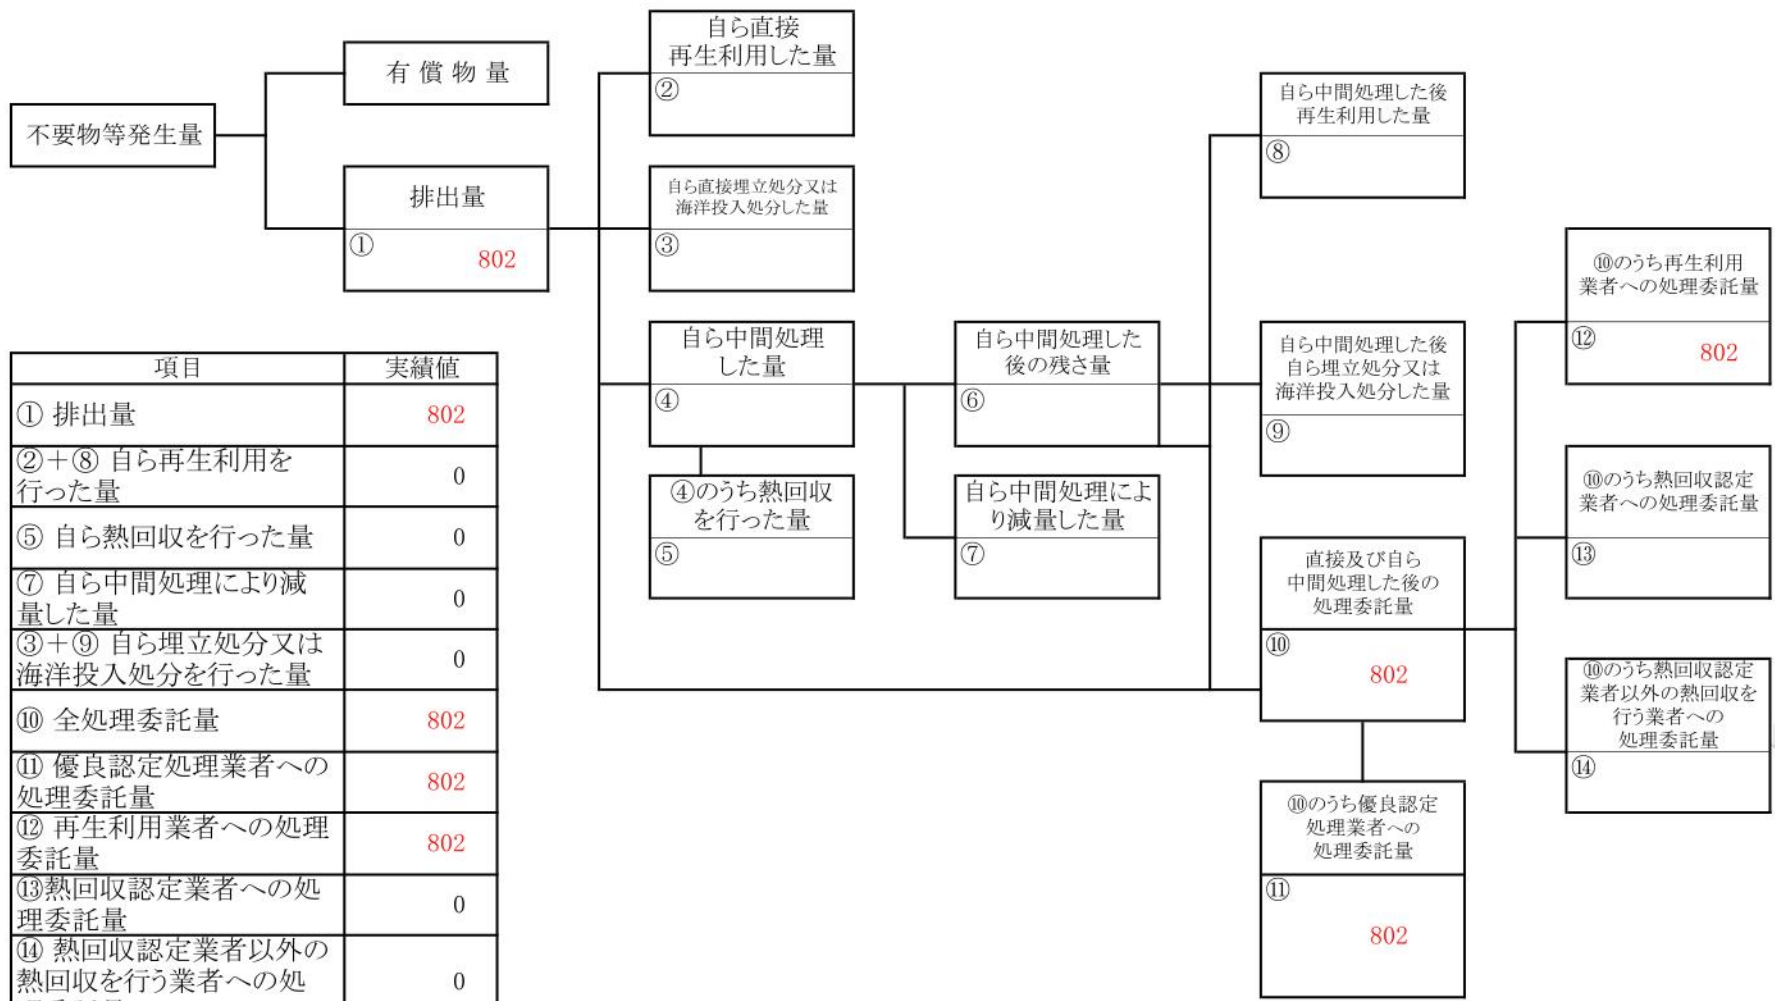 不要物等発生量
有償物量
排出量
①
802
自ら直接
再生利用した量
②
自ら直接埋立処分又は
海洋投入処分した量
③
自ら中間処理
した量
④
④のうち熱回収
を行った量
⑤
自ら中間処理した
後の残さ量
⑥
自ら中間処理によ
り減量した量
⑦
自ら中間処理した後
再生利用した量
⑧
自ら中間処理した後
自ら埋立処分又は
海洋投入処分した量
⑨
直接及び自ら
中間処理した後の
処理委託量
⑩
802
⑩のうち優良認定
処理業者への
処理委託量
⑪
802
⑩のうち再生利用
業者への処理委託量
⑫
802
⑩のうち熱回収認定
業者への処理委託量
⑬
⑩のうち熱回収認定
業者以外の熱回収を
行う業者への
処理委託量
⑭
項目 実績値
① 排出量 802
②＋⑧ 自ら再生利用を
行った量 0
⑤ 自ら熱回収を行った量 0
⑦ 自ら中間処理により減
量した量 0
③＋⑨ 自ら埋立処分又は
海洋投入処分を行った量 0
⑩ 全処理委託量 802
⑪ 優良認定処理業者への
処理委託量 802
⑫ 再生利用業者への処理
委託量 802
⑬熱回収認定業者への処
理委託量 0
⑭ 熱回収認定業者以外の
熱回収を行う業者への処 0